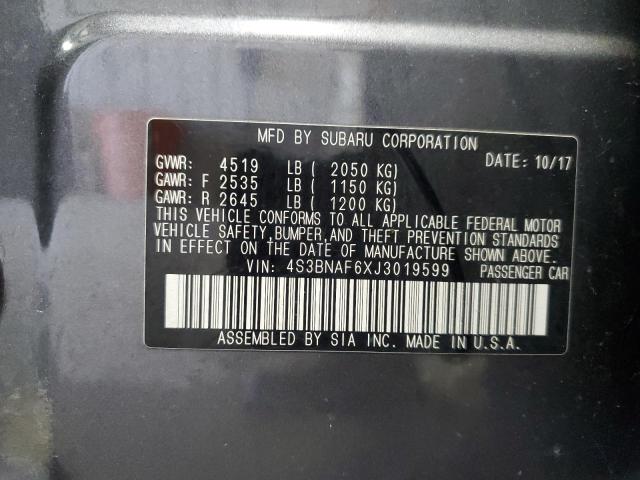 MFD BY SUBARU CORPORATION
GVWR: 4519 LB ( 2050 KG) DATE: 10/17
GAWR: F 2535 LB ( 1150 KG)
GAWR: R 2645 LB ( 1200 KG)
THIS VEHICLE CONFORMS TO ALL APPLICABLE FEDERAL MOTOR
VEHICLE SAFETY, BUMPER, AND THEFT PREVENTION STANDARDS
IN EFFECT ON THE DATE OF MANUFACTURE SHOWN ABOVE.
VIN: 4S3BNAF6XJ3019599 PASSENGER CAR
ASSEMBLED BY SIA INC. MADE IN U.S.A.